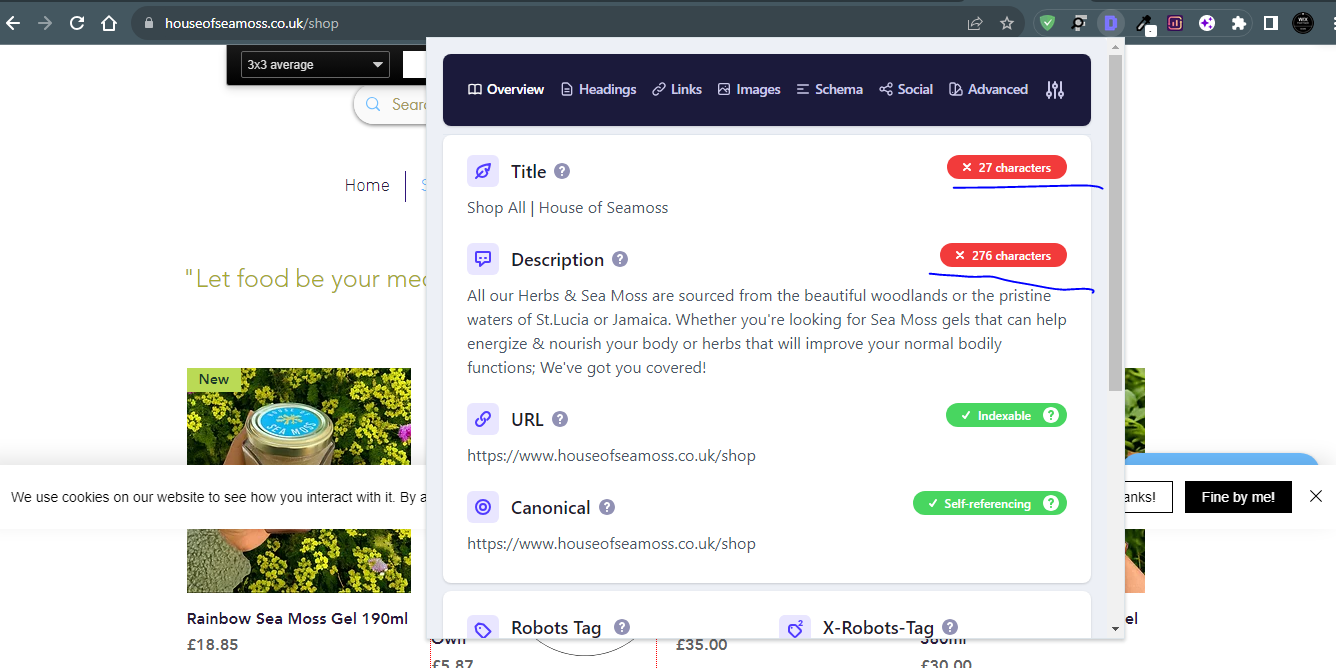 houseofseamoss.co.uk/shop
3x3 average
Sear
Overview
Headings
Links
Images
Schema
Social
Advanced
Title
27 characters
Shop All | House of Seamoss
Home
S
Description
276 characters
"Let food be your med
All our Herbs & Sea Moss are sourced from the beautiful woodlands or the pristine
waters of St.Lucia or Jamaica. Whether you're looking for Sea Moss gels that can help
energize & nourish your body or herbs that will improve your normal bodily
functions; We've got you covered!
New
HOUSE OF
SEA MOSS
URL
Indexable
https://www.houseofseamoss.co.uk/shop
We use cookies on our website to see how you interact with it. By a
anks!
Fine by me!
Canonical
Self-referencing
https://www.houseofseamoss.co.uk/shop
Rainbow Sea Moss Gel 190ml
£18.85
Robots Tag
X-Robots-Tag
el
Own
£5.87
£35.00
380ml
£30.00